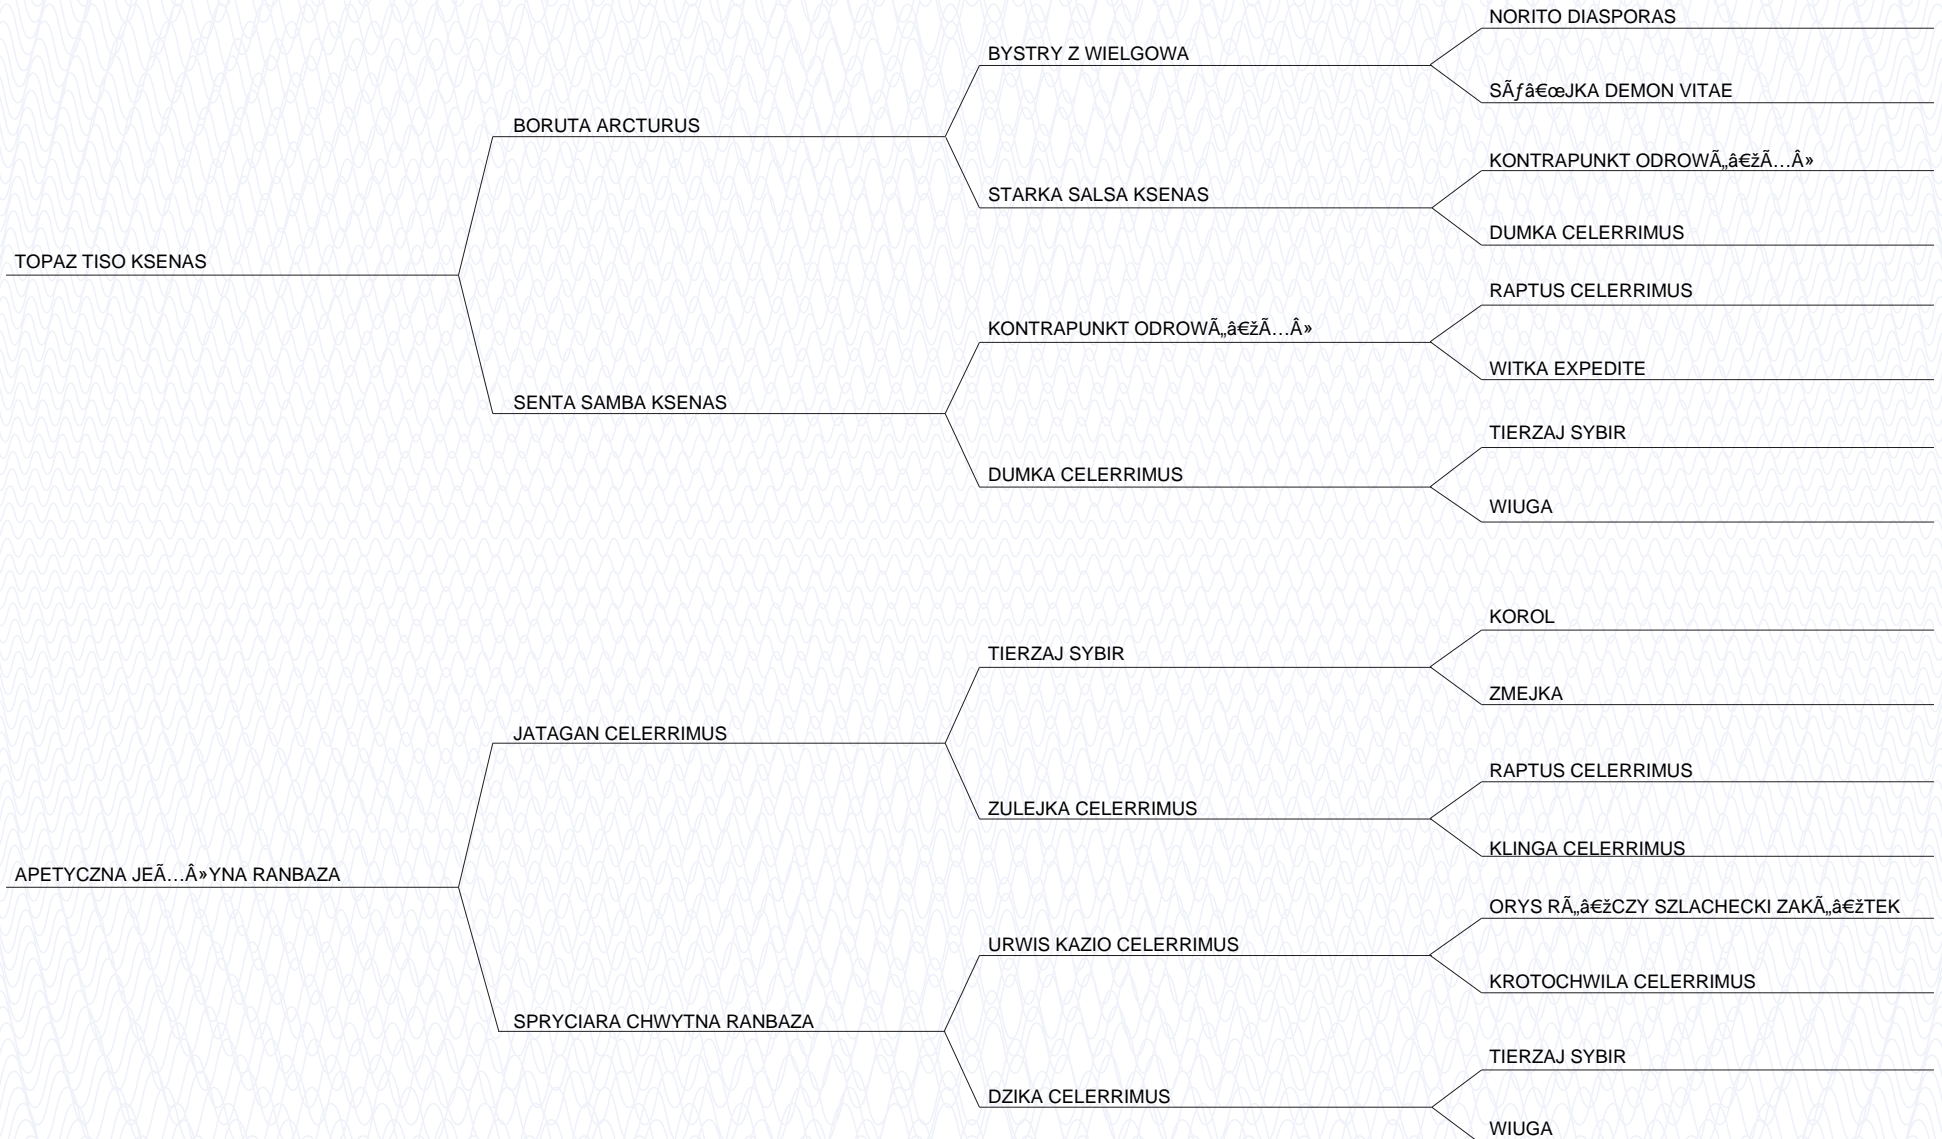 NORITO DIASPORAS
BYSTRY Z WIELGOWA
SÃƒâ€œJKA DEMON VITAE
BORUTA ARCTURUS
KONTRAPUNKT ODROWÃ„â€žÃ…Â»
STARKA SALSA KSENAS
DUMKA CELERRIMUS
TOPAZ TISO KSENAS
RAPTUS CELERRIMUS
KONTRAPUNKT ODROWÃ„â€žÃ…Â»
WITKA EXPEDITE
SENTA SAMBA KSENAS
TIERZAJ SYBIR
DUMKA CELERRIMUS
WIUGA
KOROL
TIERZAJ SYBIR
ZMEJKA
JATAGAN CELERRIMUS
RAPTUS CELERRIMUS
ZULEJKA CELERRIMUS
KLINGA CELERRIMUS
APETYCZNA JEÃ…Â»YNA RANBAZA
ORYS RÃ„â€žCZY SZLACHECKI ZAKÃ„â€žTEK
URWIS KAZIO CELERRIMUS
KROTOCHWILA CELERRIMUS
SPRYCIARA CHWYTNA RANBAZA
TIERZAJ SYBIR
DZIKA CELERRIMUS
WIUGA